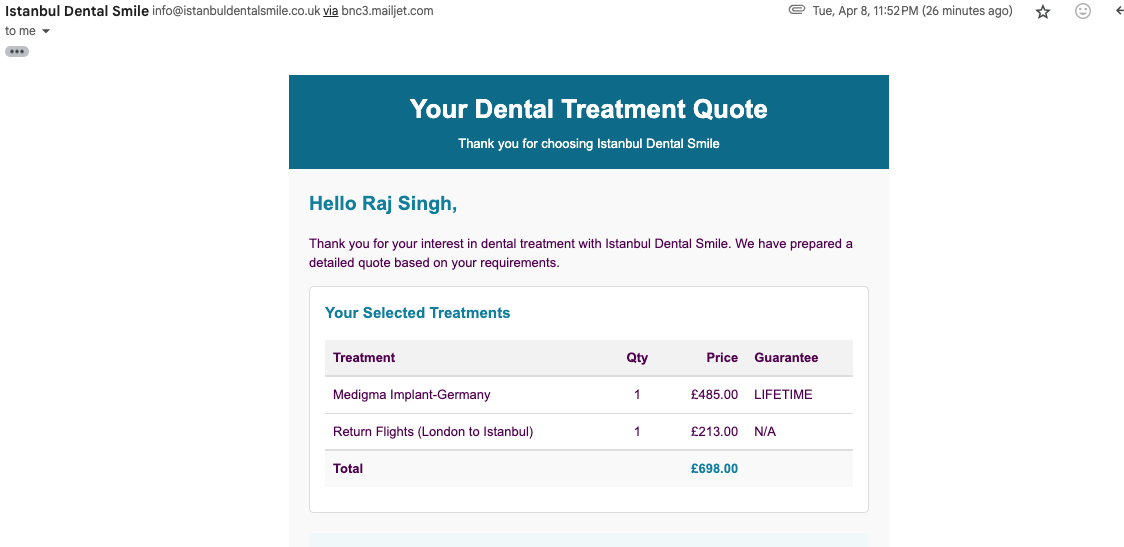 Istanbul Dental Smile info@istanbuldentalsmile.co.uk via bnc3.mailjet.com Tue, Apr 8, 11:52 PM (26 minutes ago)
to me
Your Dental Treatment Quote
Thank you for choosing Istanbul Dental Smile
Hello Raj Singh,
Thank you for your interest in dental treatment with Istanbul Dental Smile. We have prepared a
detailed quote based on your requirements.
Your Selected Treatments
Treatment Qty Price Guarantee
Medigma Implant-Germany 1 £485.00 LIFETIME
Return Flights (London to Istanbul) 1 £213.00 N/A
Total £698.00